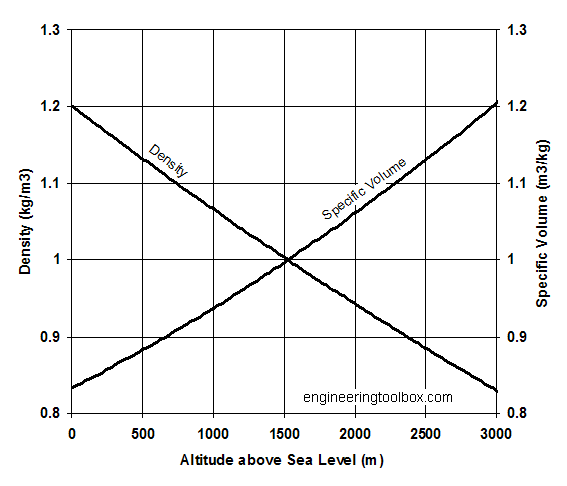 1.3
1.2
1.1
1
0.9
0.8
Density (kg/m3)
Density
Specific Volume
engineeringtoolbox.com
1.3
1.2
1.1
1
0.9
0.8
Specific Volume (m3/kg)
0 500 1000 1500 2000 2500 3000
Altitude above Sea Level (m)